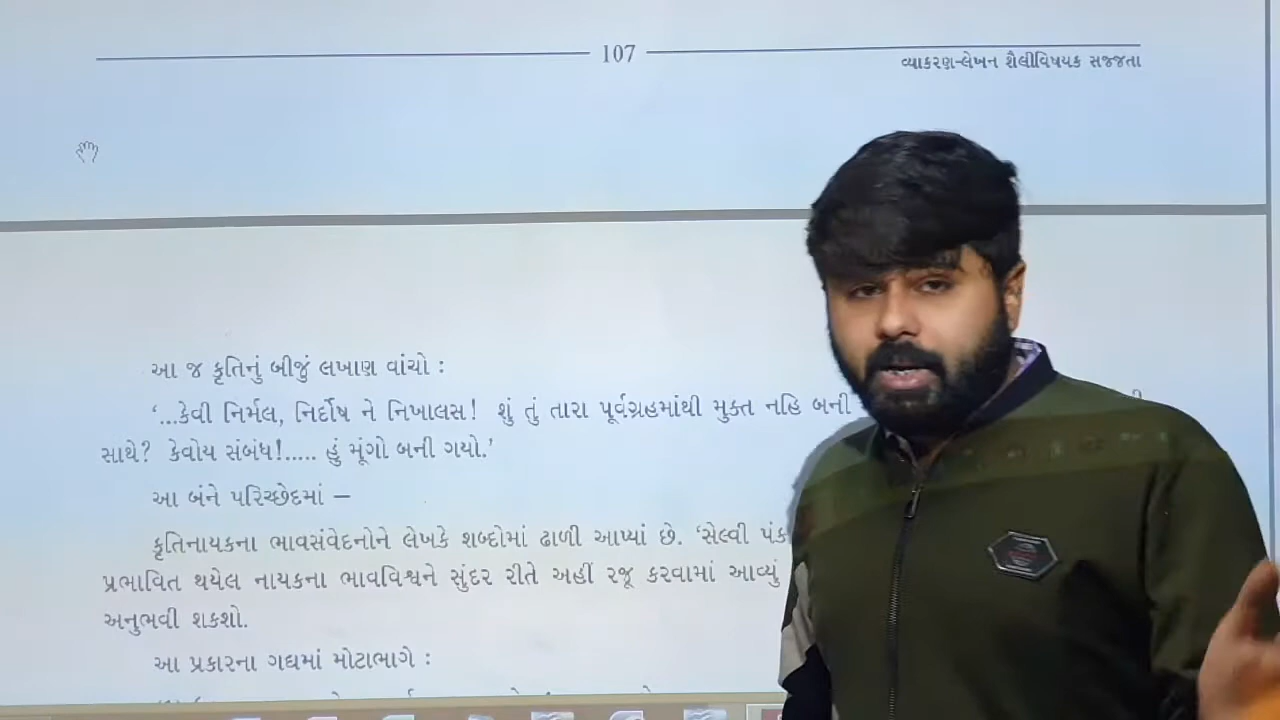 107
વ્યાકરણ-લેખન શૈલીવિષયક સજ્જતા
આ જ કૃતિનું બીજું લખાણ વાંચો :
‘...કેવી નિર્મલ, નિર્દોષ ને નિખાલસ! શું તું તારા પૂર્વગ્રહમાંથી મુક્ત નહિ બની
સાથે? કેવોય સંબંધ!..... હું મૂંગો બની ગયો.’
આ બંને પરિચ્છેદમાં –
કૃતિનાયકના ભાવસંવેદનોને લેખકે શબ્દોમાં ઢાળી આપ્યાં છે. ‘સેલ્વી
પ્રભાવિત થયેલ નાયકના ભાવવિશ્વને સુંદર રીતે અહીં રજૂ કરવામાં આવ્યું
અનુભવી શકશો.
આ પ્રકારના ગદ્યમાં મોટાભાગે :